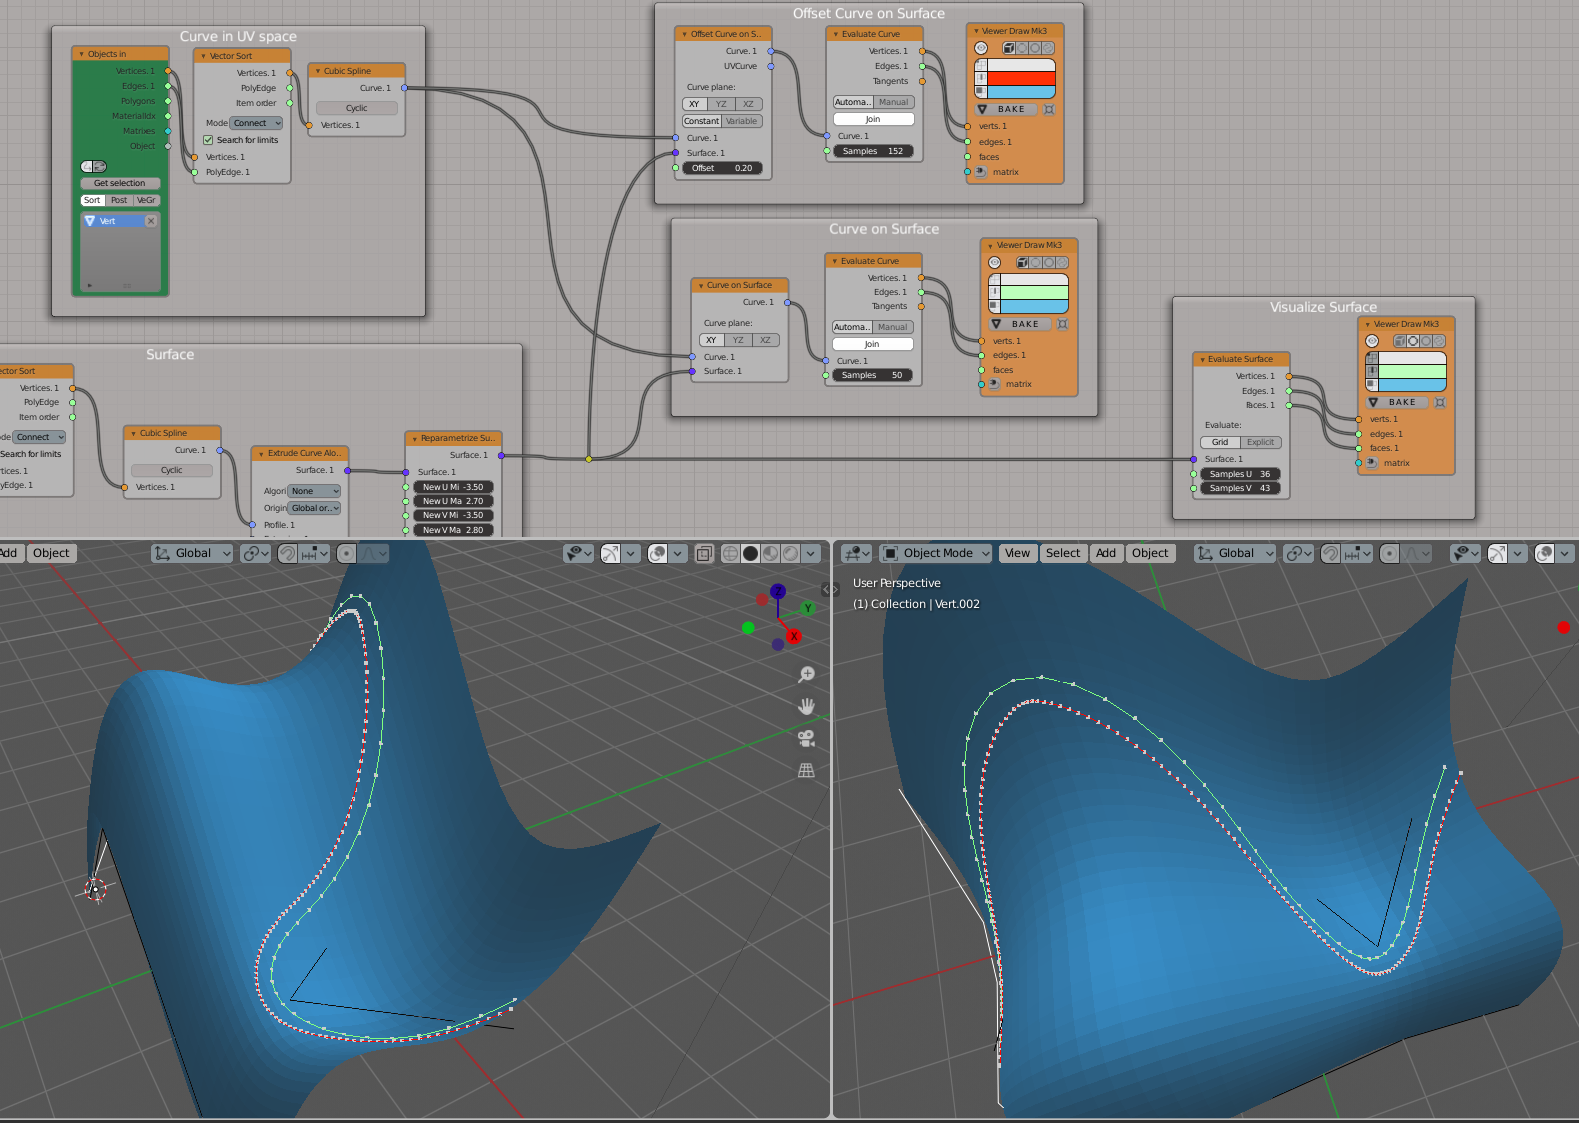 Curve in UV space
Objects in
Vertices. 1
Edges. 1
Polygons
MaterialIdx
Matrixes
Object
Get selection
Sort Post VeGr
Vert
Vector Sort
Vertices. 1
PolyEdge
Item order
Mode Connect
Search for limits
Vertices. 1
PolyEdge. 1
Cubic Spline
Curve. 1
Cyclic
Vertices. 1
Offset Curve on Surface
Offset Curve on S..
Curve. 1
UVCurve
Curve plane:
XY YZ XZ
Constant Variable
Curve. 1
Surface. 1
Offset 0.20
Evaluate Curve
Vertices. 1
Edges. 1
Tangents
Automa.. Manual
Join
Curve. 1
Samples 152
Viewer Draw Mk3
BAKE
verts. 1
edges. 1
faces
matrix
Curve on Surface
Curve on Surface
Curve. 1
Curve plane:
XY YZ XZ
Curve. 1
Surface. 1
Evaluate Curve
Vertices. 1
Edges. 1
Tangents
Automa.. Manual
Join
Curve. 1
Samples 50
Viewer Draw Mk3
BAKE
verts. 1
edges. 1
faces
matrix
Visualize Surface
Evaluate Surface
Vertices. 1
Edges. 1
Faces. 1
Evaluate:
Grid Explicit
Surface. 1
Samples U 36
Samples V 43
Viewer Draw Mk3
BAKE
verts. 1
edges. 1
faces. 1
matrix
Surface
ector Sort
Vertices. 1
PolyEdge
Item order
de Connect
Search for limits
rtices. 1
yEdge. 1
Cubic Spline
Curve. 1
Cyclic
Vertices. 1
Extrude Curve Alo..
Surface. 1
Algori None
Origin Global or..
Profile. 1
Reparametrize Su..
Surface. 1
Surface. 1
New U Mi -3.50
New U Ma 2.70
New V Mi -3.50
New V Ma 2.80
Add Object Global
Z
Y
X
Object Mode View Select Add Object Global
User Perspective
(1) Collection | Vert.002